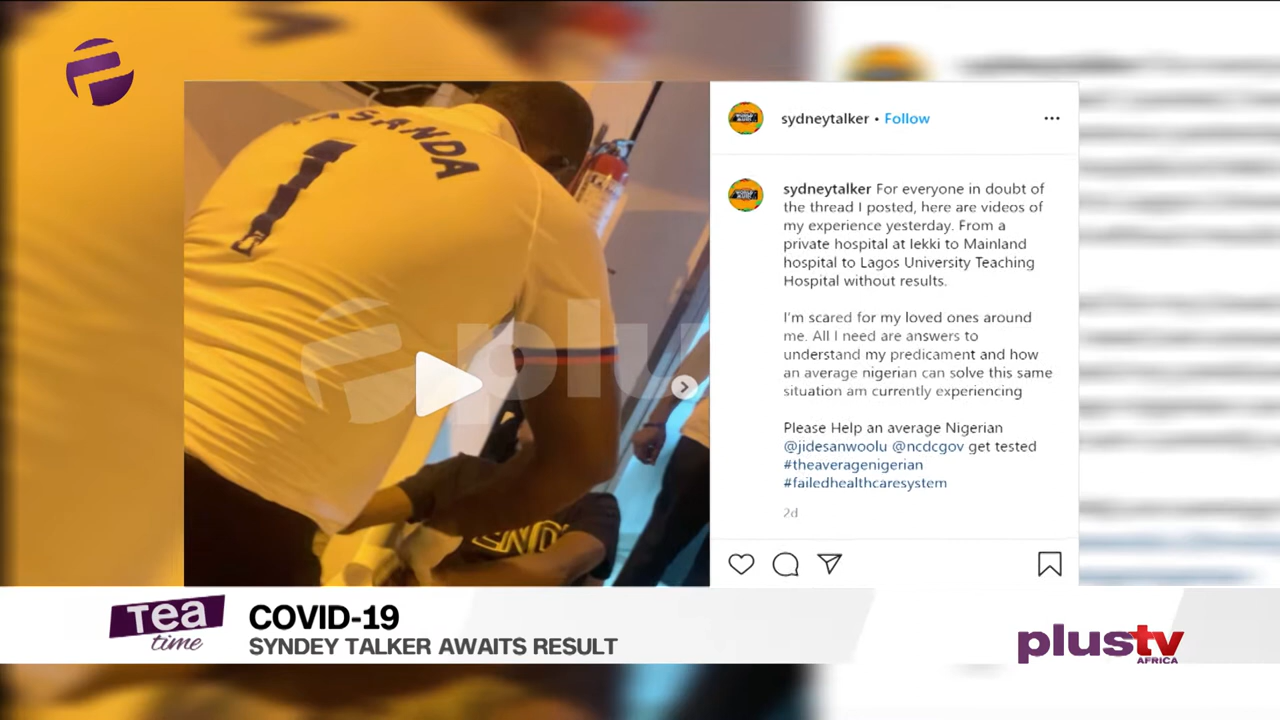 SANDA
1
sydneytalker • Follow
sydneytalker For everyone in doubt of
the thread I posted, here are videos of
my experience yesterday. From a
private hospital at lekki to Mainland
hospital to Lagos University Teaching
Hospital without results.
I'm scared for my loved ones around
me. All I need are answers to
understand my predicament and how
an average nigerian can solve this same
situation am currently experiencing
Please Help an average Nigerian
@jidesanwoolu @ncdcgov get tested
#theaveragenigerian
#failedhealthcaresystem
2d
plu
Tea
time
COVID-19
SYNDEY TALKER AWAITS RESULT
plustv
AFRICA